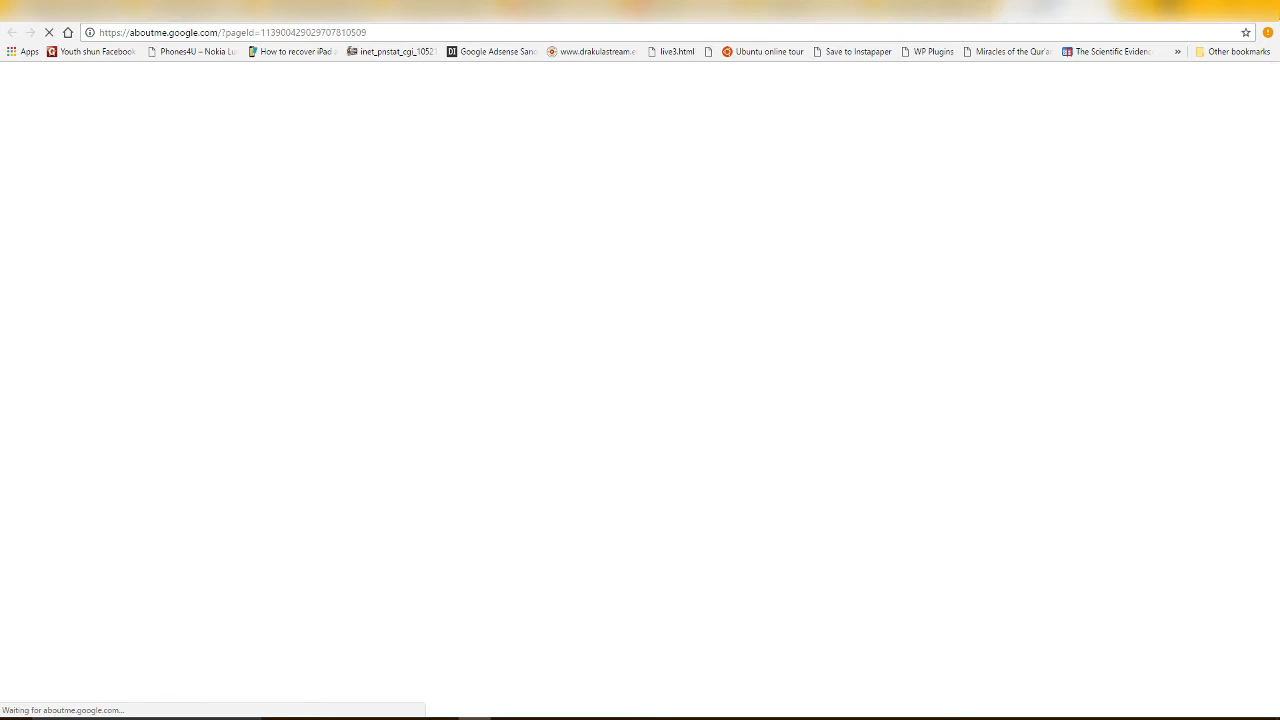 https://aboutme.google.com/?pageId=113900429029707810509
Apps Youth shun Facebook Phones4U – Nokia Lu How to recover iPad a inet_pnstat_cgi_1052 Google Adsense Sand www.drakulastream.e live3.html Ubuntu online tour Save to Instapaper WP Plugins Miracles of the Qur'ar The Scientific Evidenc » Other bookmarks
Waiting for aboutme.google.com...